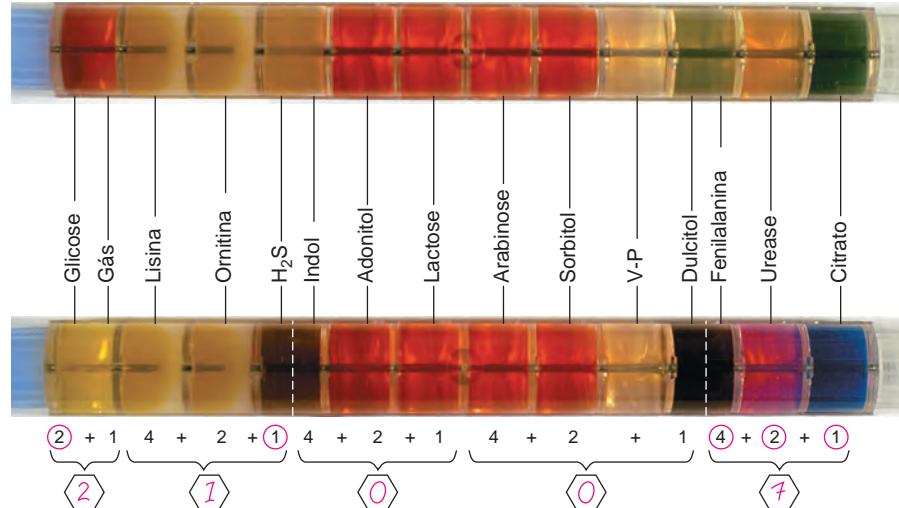 Glicose
Gás
Lisina
Ornitina
H₂S
Indol
Adonitol
Lactose
Arabinose
Sorbitol
V-P
Dulcitol
Fenilalanina
Urease
Citrato
2 + 1 4 + 2 + 1 4 + 2 + 1 4 + 2 + 1 4 + 2 + 1
2 1 0 0 7